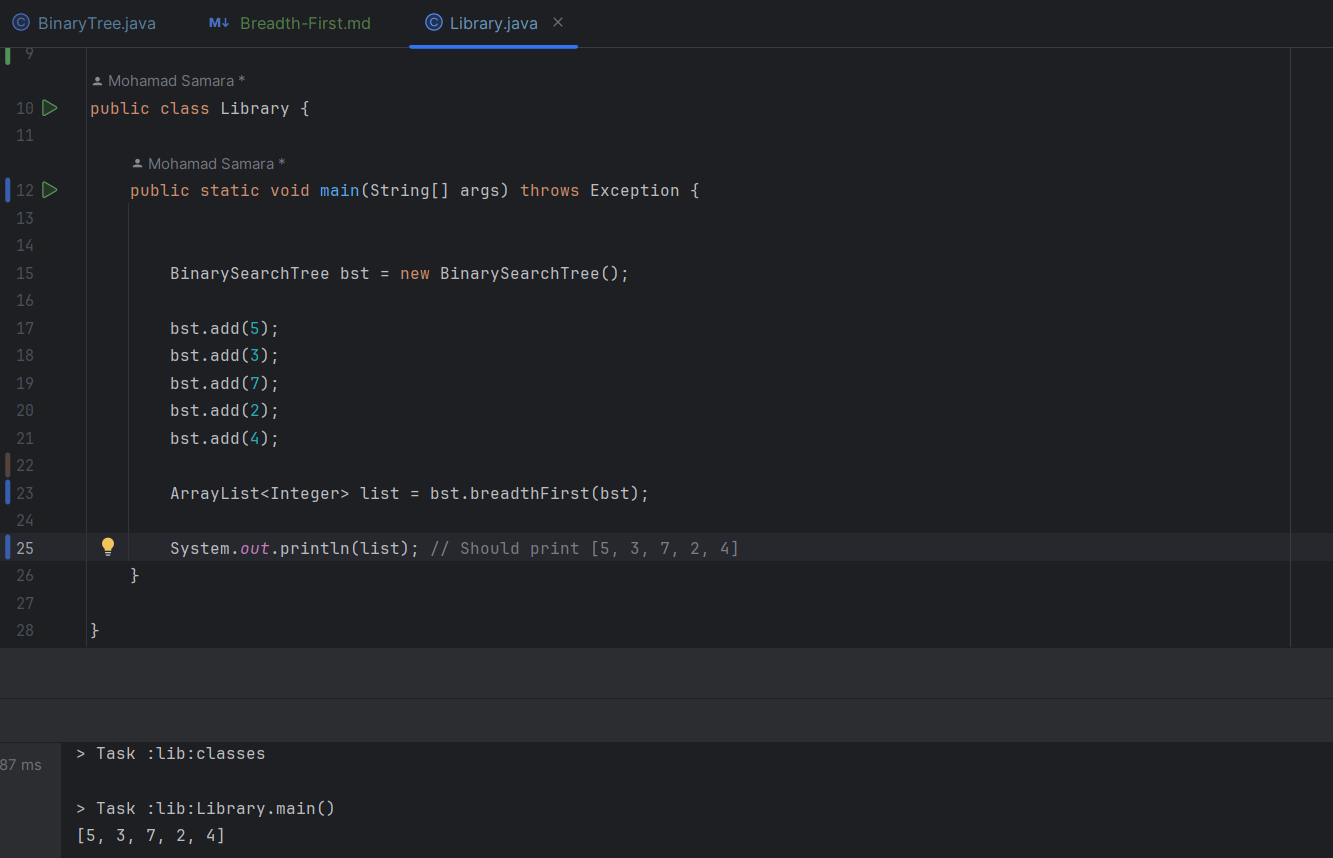 BinaryTree.java Breadth-First.md Library.java
9
Mohamad Samara *
10 public class Library {
11
Mohamad Samara *
12 public static void main(String[] args) throws Exception {
13
14
15 BinarySearchTree bst = new BinarySearchTree();
16
17 bst.add(5);
18 bst.add(3);
19 bst.add(7);
20 bst.add(2);
21 bst.add(4);
22
23 ArrayList<Integer> list = bst.breadthFirst(bst);
24
25 System.out.println(list); // Should print [5, 3, 7, 2, 4]
26 }
27
28 }
> Task :lib:classes
87 ms
> Task :lib:Library.main()
[5, 3, 7, 2, 4]